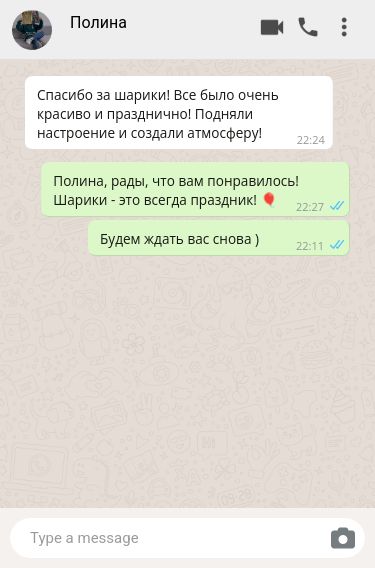 Полина
Спасибо за шарики! Все было очень
красиво и празднично! Подняли
настроение и создали атмосферу!
22:24
Полина, рады, что вам понравилось!
Шарики - это всегда праздник! 🎈
22:27
Будем ждать вас снова )
22:11
Type a message